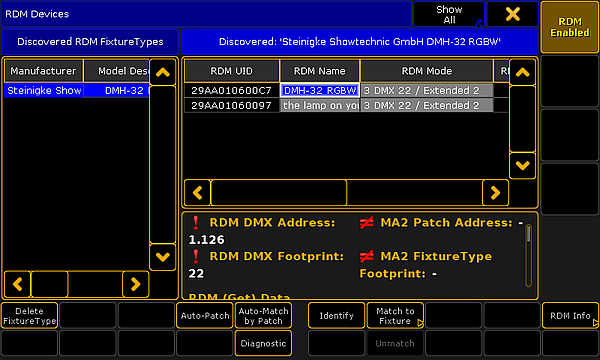 RDM Devices
Show All
RDM Enabled
Discovered RDM FixtureTypes
Discovered: 'Steinigke Showtechnic GmbH DMH-32 RGBW'
Manufacturer Model Des
Steinigke Show DMH-32
RDM UID RDM Name RDM Mode
29AA010600C7 DMH-32 RGBW 3 DMX 22 / Extended 2
29AA01060097 the lamp on yo 3 DMX 22 / Extended 2
! RDM DMX Address: ≠ MA2 Patch Address: -
1.126
! RDM DMX Footprint: ≠ MA2 FixtureType
22 Footprint: -
RDM (Get) Data
Delete FixtureType
Auto-Patch
Auto-Match by Patch
Identify
Match to Fixture
RDM Info
Diagnostic
Unmatch